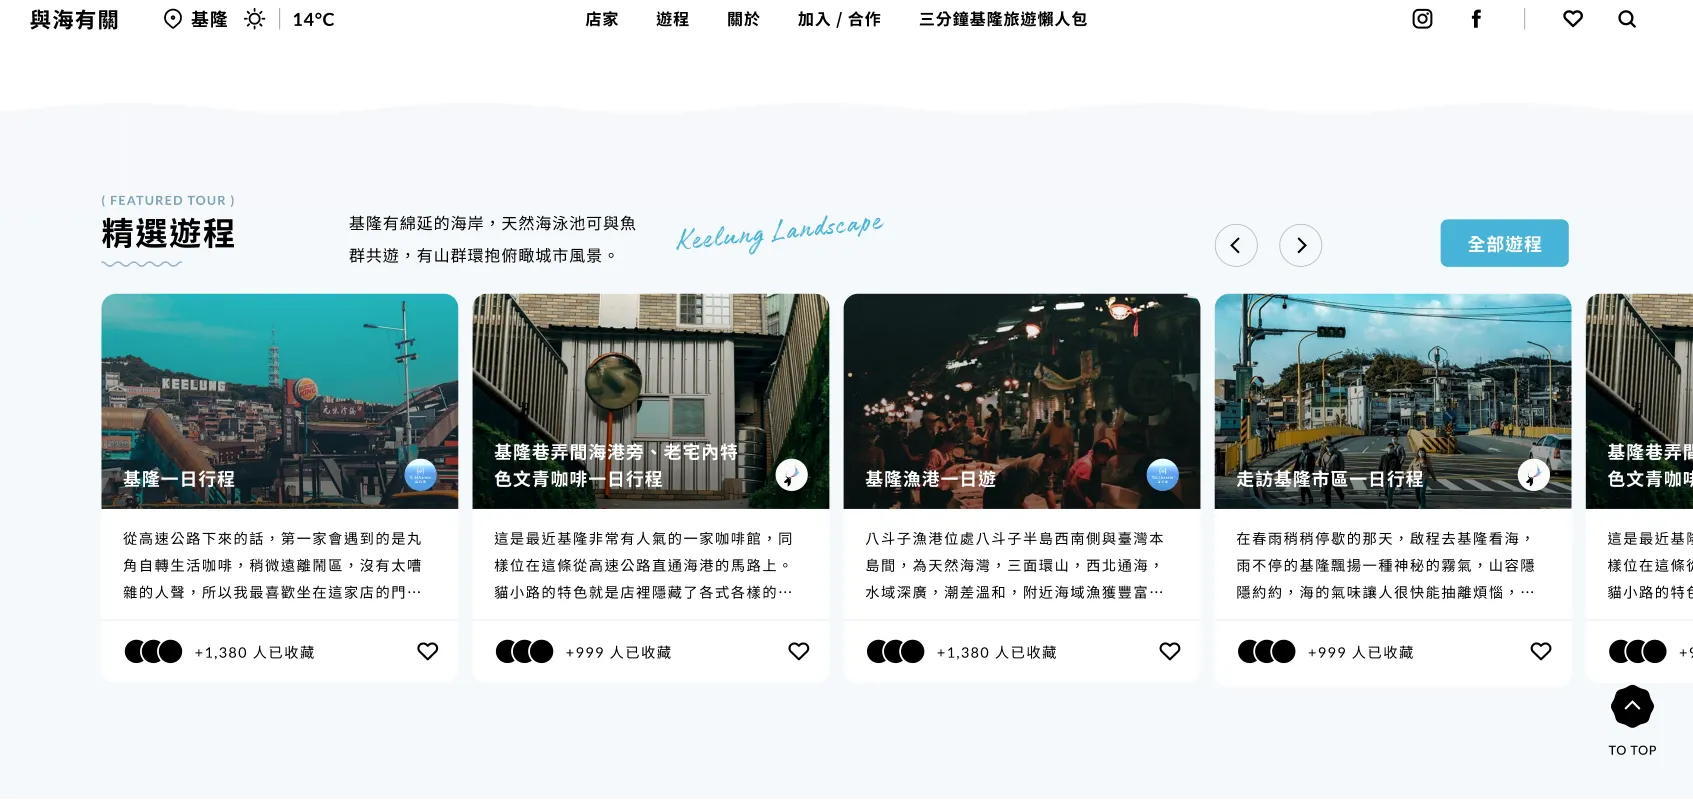 與海有關
基隆
14°C
店家
遊程
關於
加入 / 合作
三分鐘基隆旅遊懶人包
( FEATURED TOUR )
精選遊程
基隆有綿延的海岸，天然海泳池可與魚
群共遊，有山群環抱俯瞰城市風景。
Keelung Landscape
全部遊程
KEELUNG
基隆一日行程
從高速公路下來的話，第一家會遇到的是丸
角自轉生活咖啡，稍微遠離鬧區，沒有太嘈
雜的人聲，所以我最喜歡坐在這家店的門…
+1,380 人已收藏
基隆巷弄間海港旁、老宅內特
色文青咖啡一日行程
這是最近基隆非常有人氣的一家咖啡館，同
樣位在這條從高速公路直通海港的馬路上。
貓小路的特色就是店裡隱藏了各式各樣的…
+999 人已收藏
基隆漁港一日遊
八斗子漁港位處八斗子半島西南側與臺灣本
島間，為天然海灣，三面環山，西北通海，
水域深廣，潮差溫和，附近海域漁獲豐富…
+1,380 人已收藏
走訪基隆市區一日行程
在春雨稍稍停歇的那天，啟程去基隆看海，
雨不停的基隆飄揚一種神秘的霧氣，山容隱
隱約約，海的氣味讓人很快能抽離煩惱，…
+999 人已收藏
基隆巷弄間
色文青咖啡
這是最近基隆
樣位在這條從
貓小路的特色
TO TOP